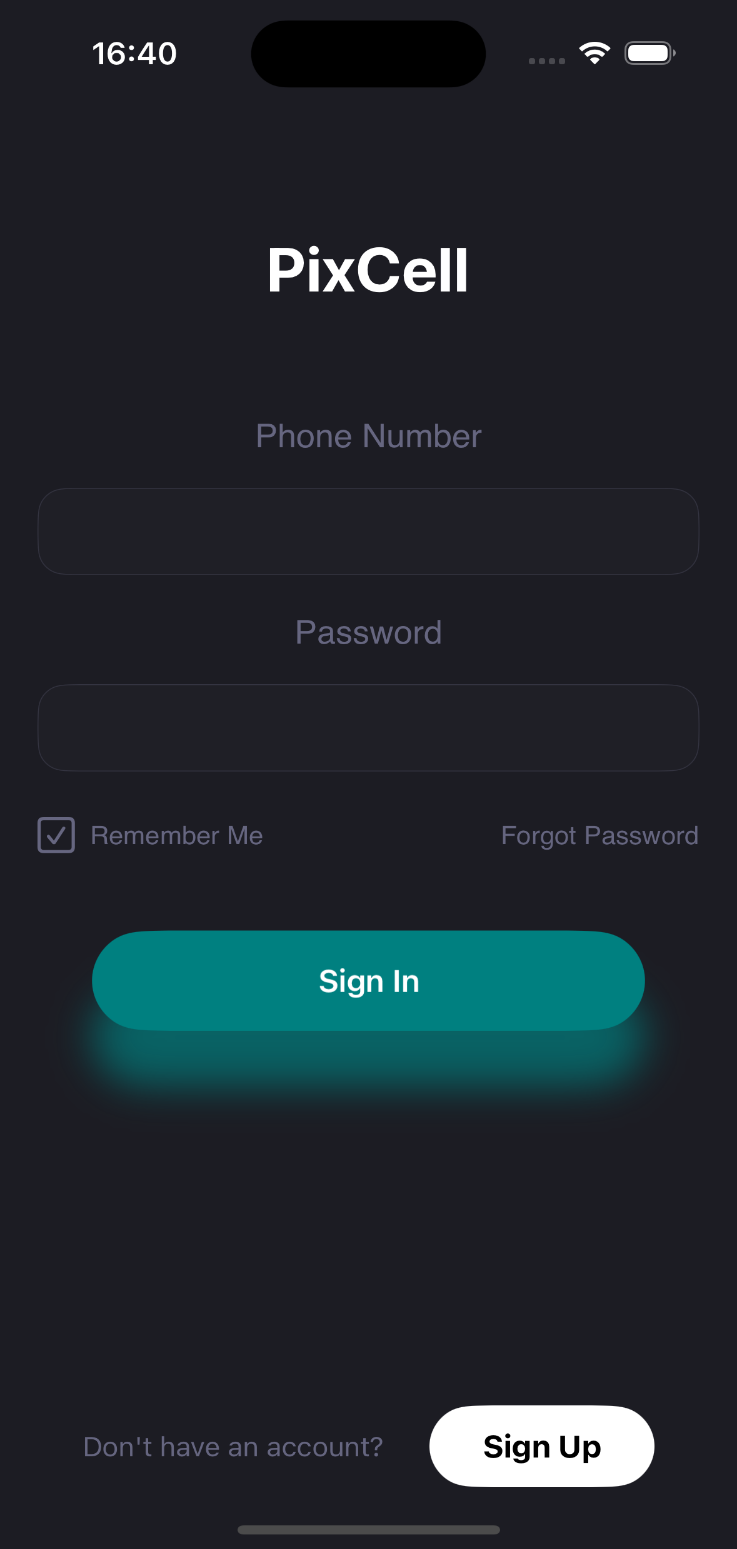 16:40
PixCell
Phone Number
Password
Remember Me
Forgot Password
Sign In
Don't have an account?
Sign Up